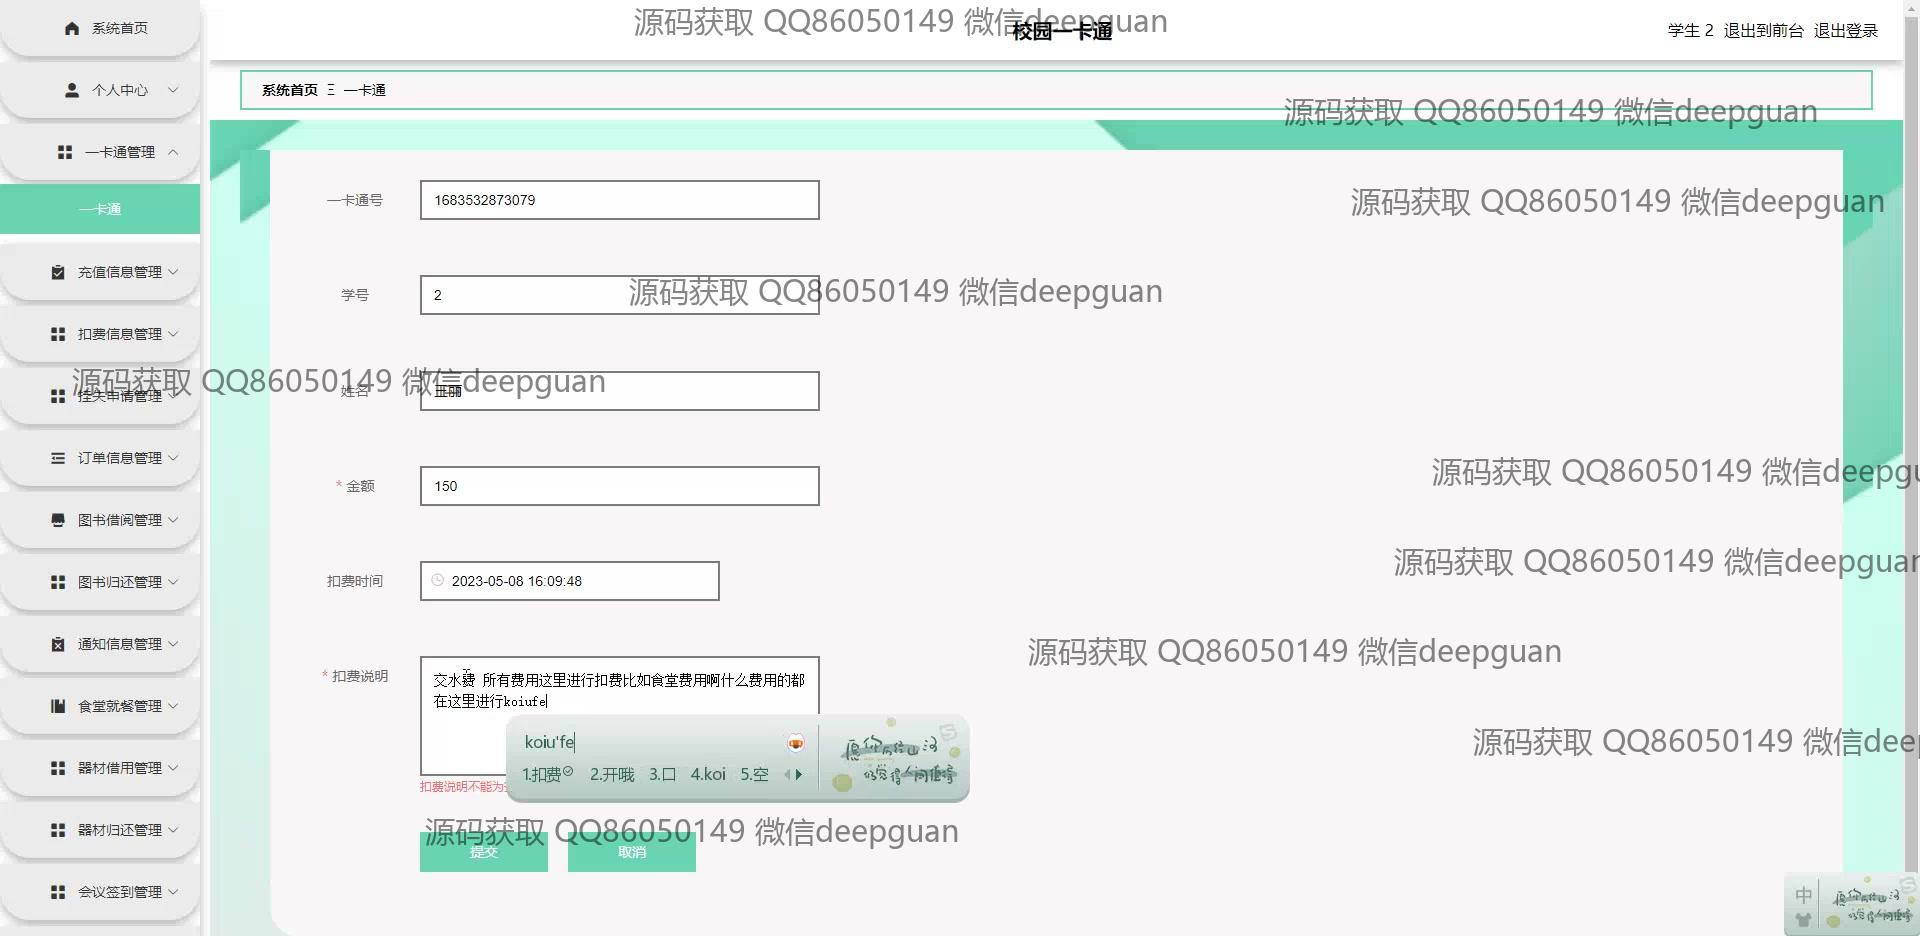 源码获取 QQ86050149 微信deepguan
校园一卡通
学生 2 退出到前台 退出登录
系统首页 Ξ 一卡通
源码获取 QQ86050149 微信deepguan
系统首页
个人中心
一卡通管理
一卡通
充值信息管理
扣费信息管理
挂失申请管理
订单信息管理
图书借阅管理
图书归还管理
通知信息管理
食堂就餐管理
器材借用管理
器材归还管理
会议签到管理
一卡通号 1683532873079
源码获取 QQ86050149 微信deepguan
学号 2
源码获取 QQ86050149 微信deepguan
源码获取 QQ86050149 微信deepguan
姓名 王丽
源码获取 QQ86050149 微信deepgu
* 金额 150
源码获取 QQ86050149 微信deepguan
扣费时间 2023-05-08 16:09:48
源码获取 QQ86050149 微信deepguan
* 扣费说明 交水费 所有费用这里进行扣费比如食堂费用啊什么费用的都
在这里进行koiufe
koiu'fe
1.扣费 2.开哦 3.口 4.koi 5.空
源码获取 QQ86050149 微信deep
扣费说明不能为
源码获取 QQ86050149 微信deepguan
提交 取消
中